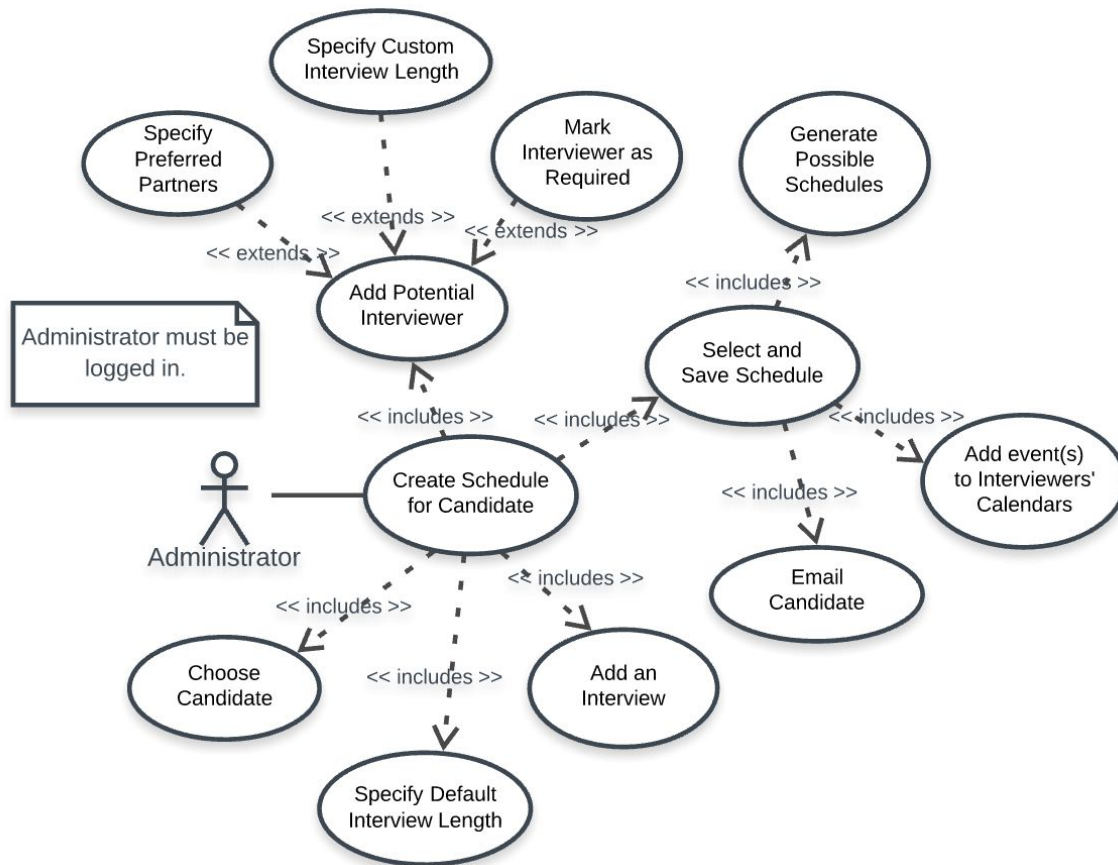 Specify Custom
Interview Length
Specify
Preferred
Partners
Mark
Interviewer as
Required
Generate
Possible
Schedules
<< extends >>
<< extends >>
<< extends >>
Add Potential
Interviewer
<< includes >>
Administrator must be
logged in.
Select and
Save Schedule
<< includes >>
<< includes >>
<< includes >>
Create Schedule
for Candidate
Add event(s)
to Interviewers'
Calendars
<< includes >>
Administrator
Email
Candidate
<< includes >>
<< includes >>
Choose
Candidate
<< includes >>
Add an
Interview
Specify Default
Interview Length